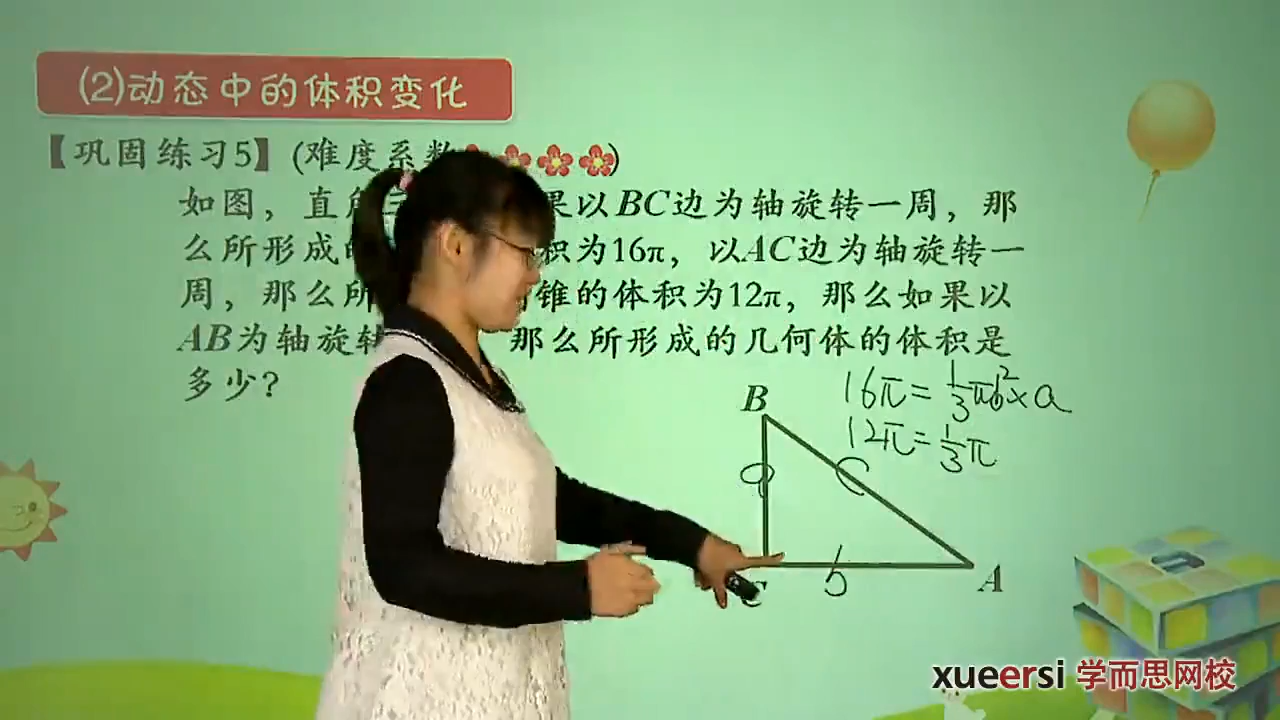 (2)动态中的体积变化
【巩固练习5】(难度系数 )
如图，直角三 果以BC边为轴旋转一周，那
么所形成的 积为16π，以AC边为轴旋转一
周，那么所 锥的体积为12π，那么如果以
AB为轴旋转 那么所形成的几何体的体积是
多少？
B
16π=1/3πb²×a
12π=1/3π
a
c
b
A
C
xueersi 学而思网校